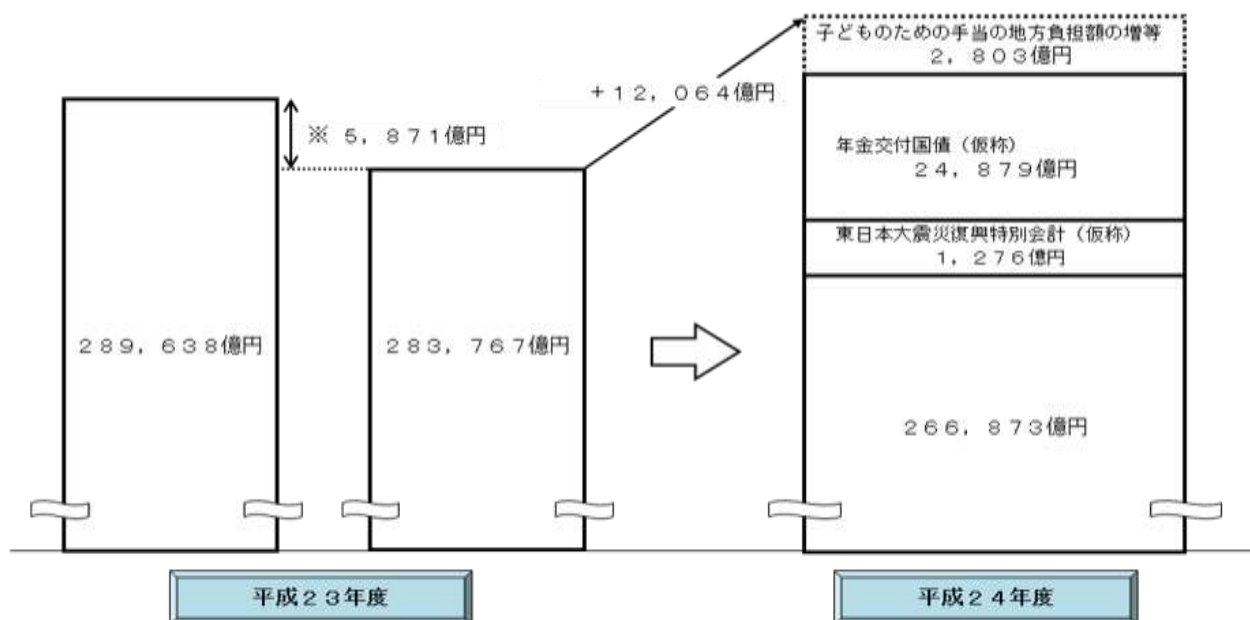 子どものための手当の地方負担額の増等
２，８０３億円
＋１２，０６４億円
※ ５，８７１億円
年金交付国債（仮称）
２４，８７９億円
東日本大震災復興特別会計（仮称）
１，２７６億円
２８９，６３８億円
２８３，７６７億円
２６６，８７３億円
平成２３年度
平成２４年度